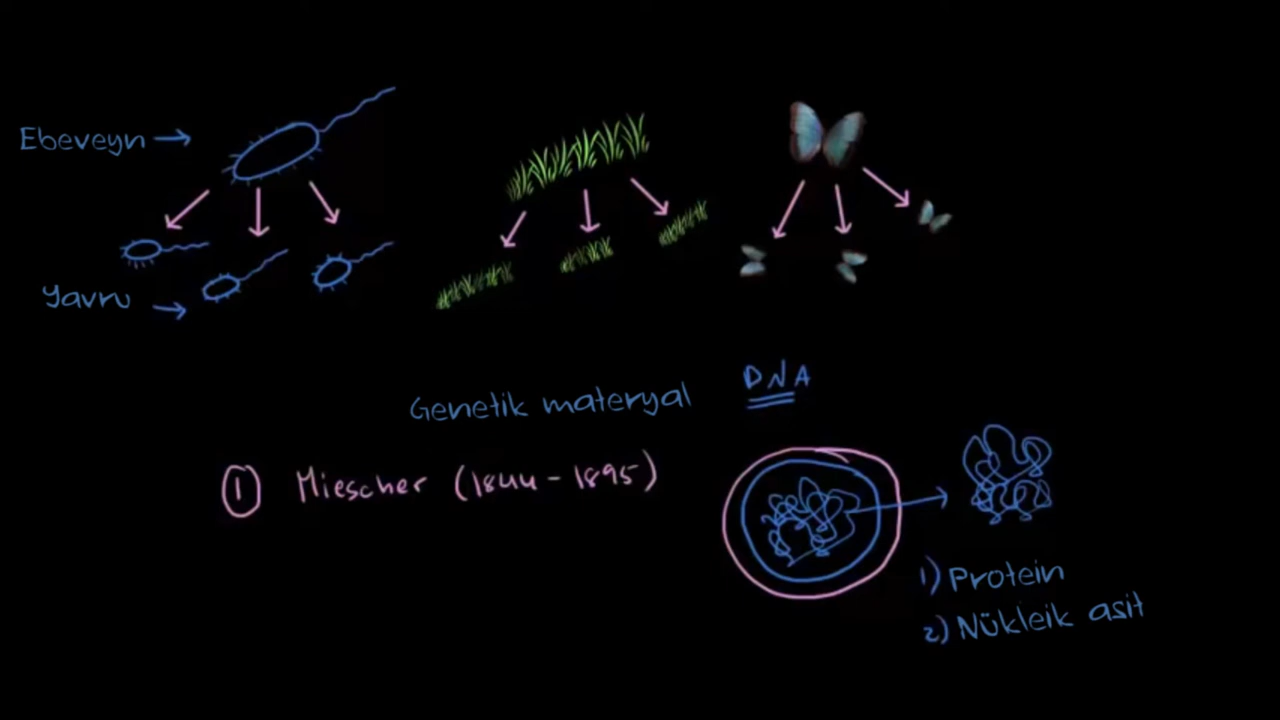 Ebeveyn
Yavru
Genetik materyal DNA
1 Miescher (1844-1895)
1) Protein
2) Nükleik asit